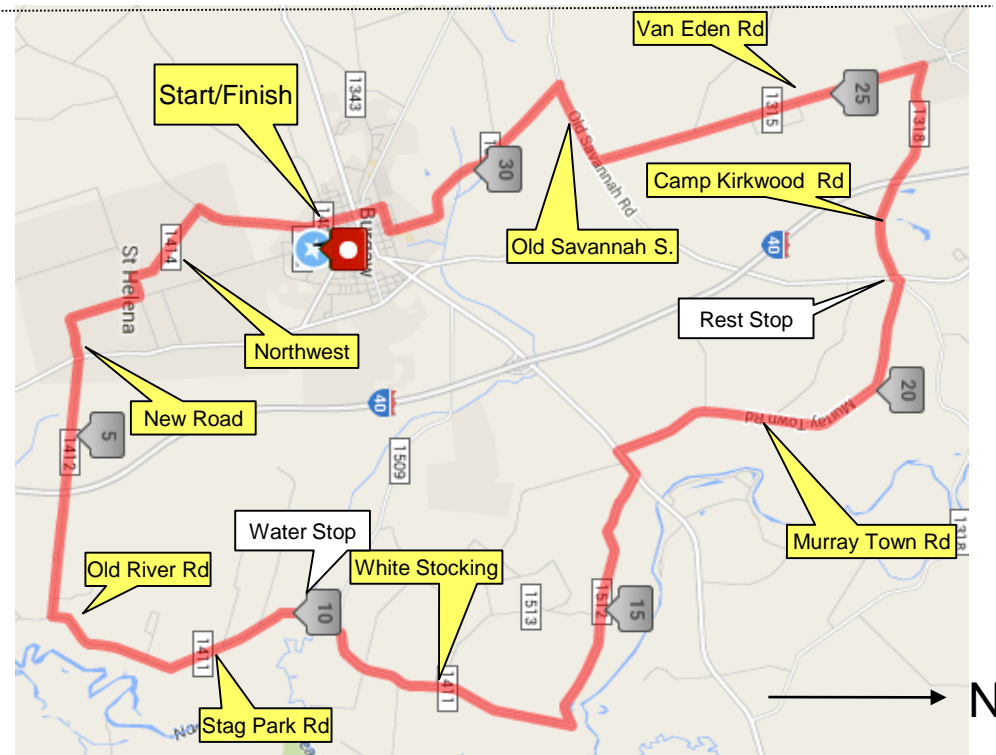 Van Eden Rd
Start/Finish
1343
25
1315
1318
Old Savannah Rd
30
Camp Kirkwood Rd
Burgaw
40
Old Savannah S.
1414
St Helena
Rest Stop
Northwest
New Road
40
20
Murray Town Rd
5
1412
1509
Water Stop
White Stocking
Murray Town Rd
1318
Old River Rd
10
1513
1512
15
1411
1411
Stag Park Rd
N